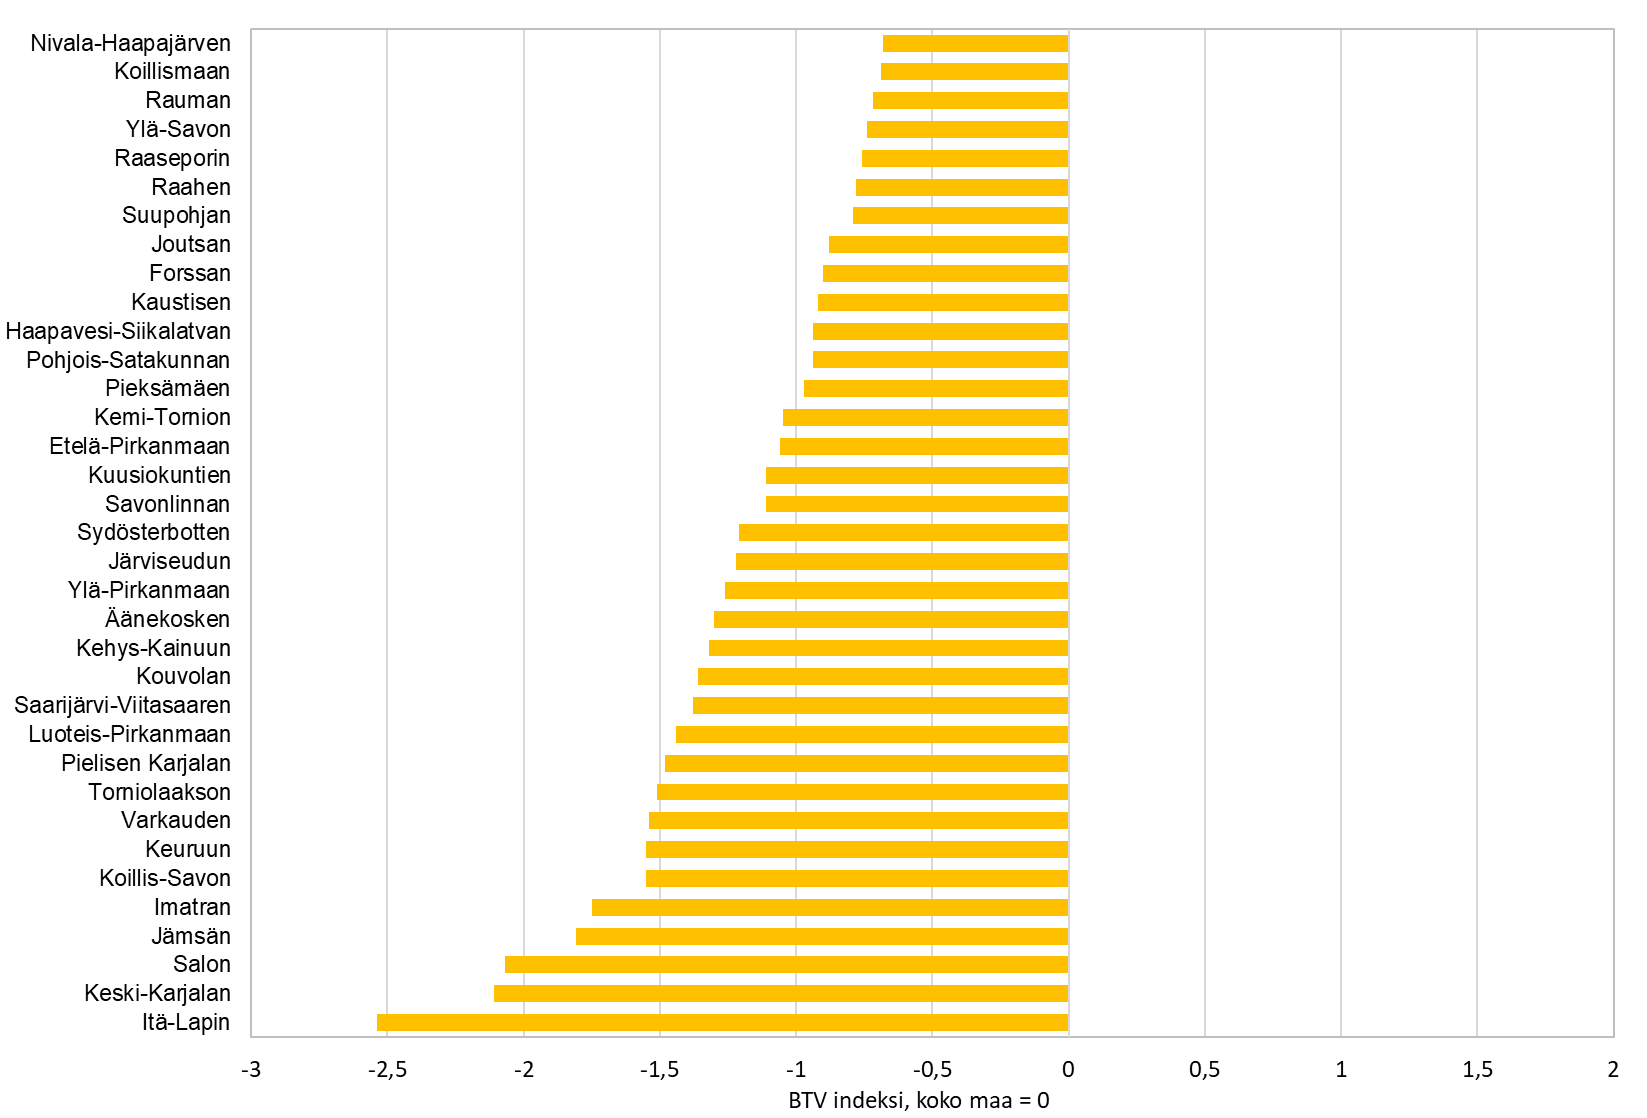 Nivala-Haapajärven
Koillismaan
Rauman
Ylä-Savon
Raaseporin
Raahen
Suupohjan
Joutsan
Forssan
Kaustisen
Haapavesi-Siikalatvan
Pohjois-Satakunnan
Pieksämäen
Kemi-Tornion
Etelä-Pirkanmaan
Kuusiokuntien
Savonlinnan
Sydösterbotten
Järviseudun
Ylä-Pirkanmaan
Äänekosken
Kehys-Kainuun
Kouvolan
Saarijärvi-Viitasaaren
Luoteis-Pirkanmaan
Pielisen Karjalan
Torniolaakson
Varkauden
Keuruun
Koillis-Savon
Imatran
Jämsän
Salon
Keski-Karjalan
Itä-Lapin
-3 -2,5 -2 -1,5 -1 -0,5 0 0,5 1 1,5 2
BTV indeksi, koko maa = 0